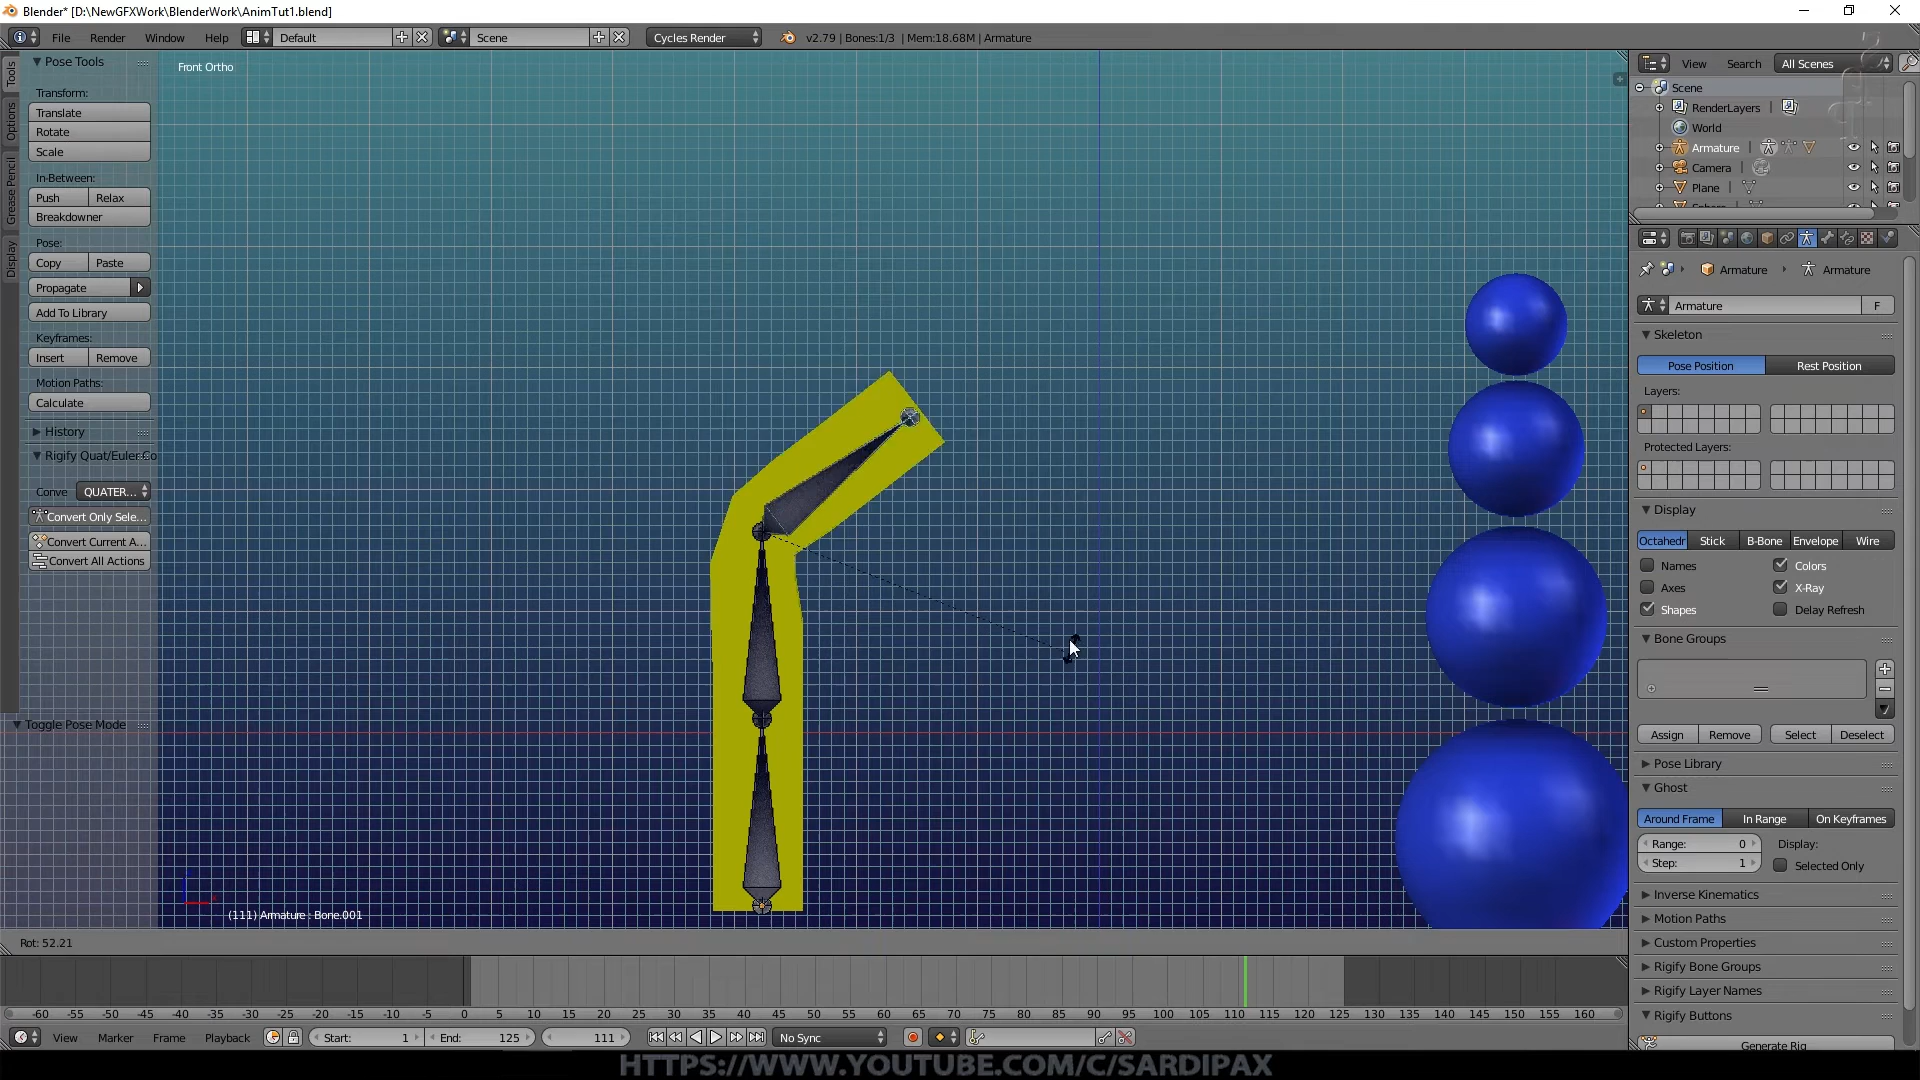 Blender* [D:\NewGFXWork\BlenderWork\AnimTut1.blend]
File Render Window Help Default Scene Cycles Render v2.79 | Bones:1/3 | Mem:18.68M | Armature
Tools
Options
Grease Pencil
Display
Pose Tools
Transform:
Translate
Rotate
Scale
In-Between:
Push Relax
Breakdowner
Pose:
Copy Paste
Propagate
Add To Library
Keyframes:
Insert Remove
Motion Paths:
Calculate
History
Rigify Quat/Euler Co
Conve QUATER...
Convert Only Sele...
Convert Current A...
Convert All Actions
Toggle Pose Mode
Front Ortho
(111) Armature : Bone.001
Rot: 52.21
View Search All Scenes
Scene
RenderLayers
World
Armature
Camera
Plane
Armature Armature
Armature F
Skeleton
Pose Position Rest Position
Layers:
Protected Layers:
Display
Octahedr Stick B-Bone Envelope Wire
Names Colors
Axes X-Ray
Shapes Delay Refresh
Bone Groups
Assign Remove Select Deselect
Pose Library
Ghost
Around Frame In Range On Keyframes
Range: 0 Display:
Step: 1 Selected Only
Inverse Kinematics
Motion Paths
Custom Properties
Rigify Bone Groups
Rigify Layer Names
Rigify Buttons
Generate Rig
-60 -55 -50 -45 -40 -35 -30 -25 -20 -15 -10 -5 0 5 10 15 20 25 30 35 40 45 50 55 60 65 70 75 80 85 90 95 100 105 110 115 120 125 130 135 140 145 150 155 160
View Marker Frame Playback Start: 1 End: 125 111 No Sync
HTTPS://WWW.YOUTUBE.COM/C/SARDIPAX